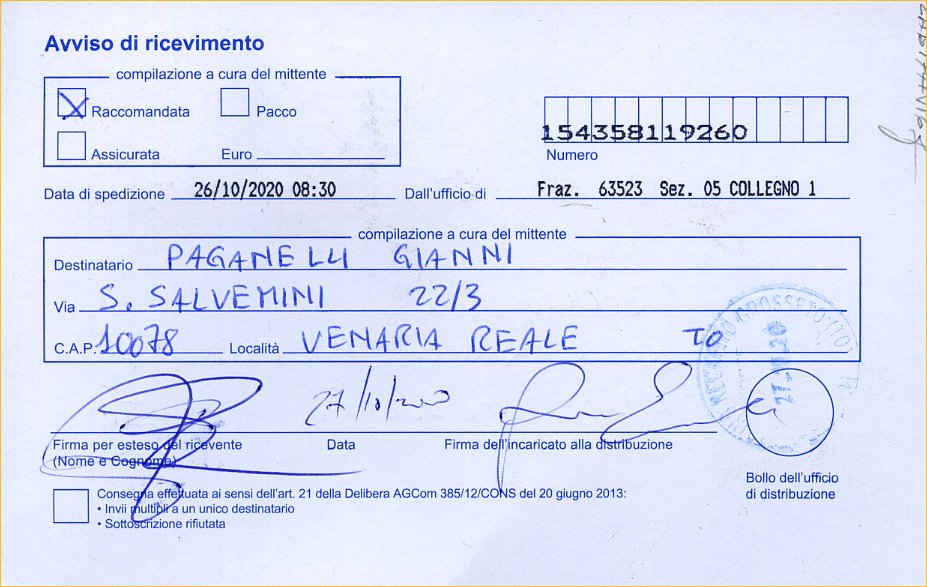 Avviso di ricevimento
compilazione a cura del mittente
Raccomandata Pacco
Assicurata Euro
154358119260
Numero
Data di spedizione 26/10/2020 08:30 Dall'ufficio di Fraz. 63523 Sez. 05 COLLEGNO 1
compilazione a cura del mittente
Destinatario PAGANELLI GIANNI
Via S. SALVEMINI 22/3
C.A.P. 10078 Località VENARIA REALE TO
27/10/2020
Firma per esteso del ricevente Data Firma dell'incaricato alla distribuzione
(Nome e Cognome)
Bollo dell'ufficio
di distribuzione
Consegna effettuata ai sensi dell'art. 21 della Delibera AGCom 385/12/CONS del 20 giugno 2013:
• Invii multipli a un unico destinatario
• Sottoscrizione rifiutata